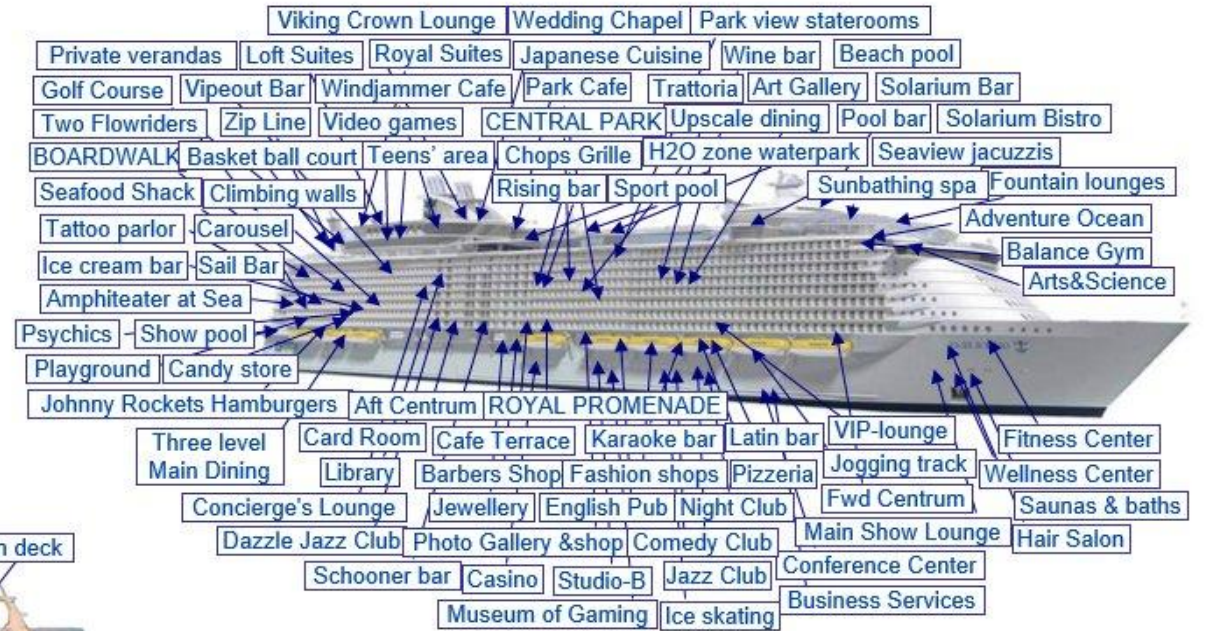 Viking Crown Lounge Wedding Chapel Park view staterooms
Private verandas Loft Suites Royal Suites Japanese Cuisine Wine bar Beach pool
Golf Course Vipeout Bar Windjammer Cafe Park Cafe Trattoria Art Gallery Solarium Bar
Two Flowriders Zip Line Video games CENTRAL PARK Upscale dining Pool bar Solarium Bistro
BOARDWALK Basket ball court Teens' area Chops Grille H2O zone waterpark Seaview jacuzzis
Seafood Shack Climbing walls Rising bar Sport pool Sunbathing spa Fountain lounges
Tattoo parlor Carousel Adventure Ocean
Ice cream bar Sail Bar Balance Gym
Amphiteater at Sea Arts&Science
Psychics Show pool
Playground Candy store
Johnny Rockets Hamburgers Aft Centrum ROYAL PROMENADE
Three level
Main Dining
Card Room Cafe Terrace Karaoke bar Latin bar VIP-lounge Fitness Center
Library Barbers Shop Fashion shops Pizzeria Jogging track Wellness Center
Concierge's Lounge Jewellery English Pub Night Club Fwd Centrum Saunas & baths
Dazzle Jazz Club Photo Gallery &shop Comedy Club Main Show Lounge Hair Salon
Schooner bar Casino Studio-B Jazz Club Conference Center
Museum of Gaming Ice skating Business Services
deck